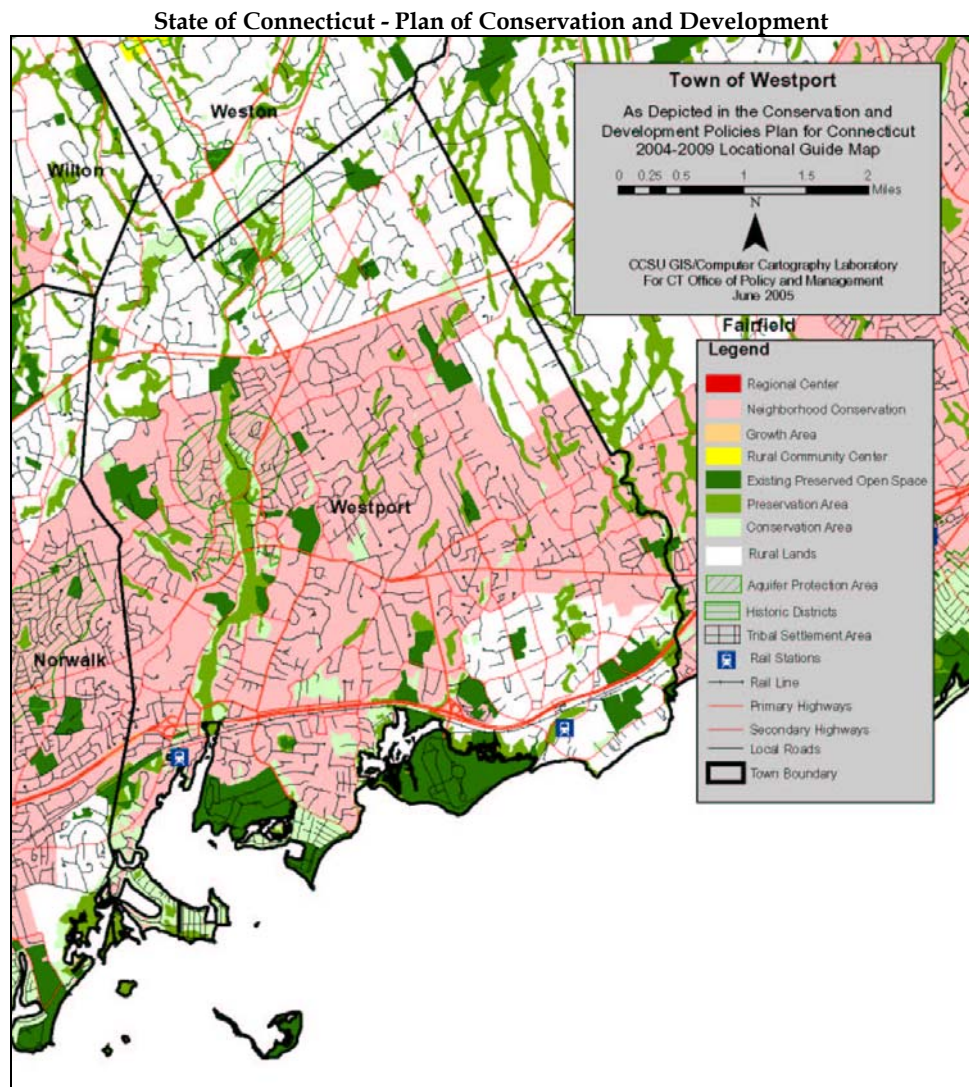 State of Connecticut - Plan of Conservation and Development
Town of Westport
As Depicted in the Conservation and
Development Policies Plan for Connecticut
2004-2009 Locational Guide Map
0 0.25 0.5 1 2
Miles
N
CCSU GIS/Computer Cartography Laboratory
For CT Office of Policy and Management
June 2005
Weston
Wilton
Fairfield
Westport
Norwalk
Legend
Regional Center
Neighborhood Conservation
Growth Area
Rural Community Center
Existing Preserved Open Space
Preservation Area
Conservation Area
Rural Lands
Aquifer Protection Area
Historic Districts
Tribal Settlement Area
Rail Stations
Rail Line
Primary Highways
Secondary Highways
Local Roads
Town Boundary